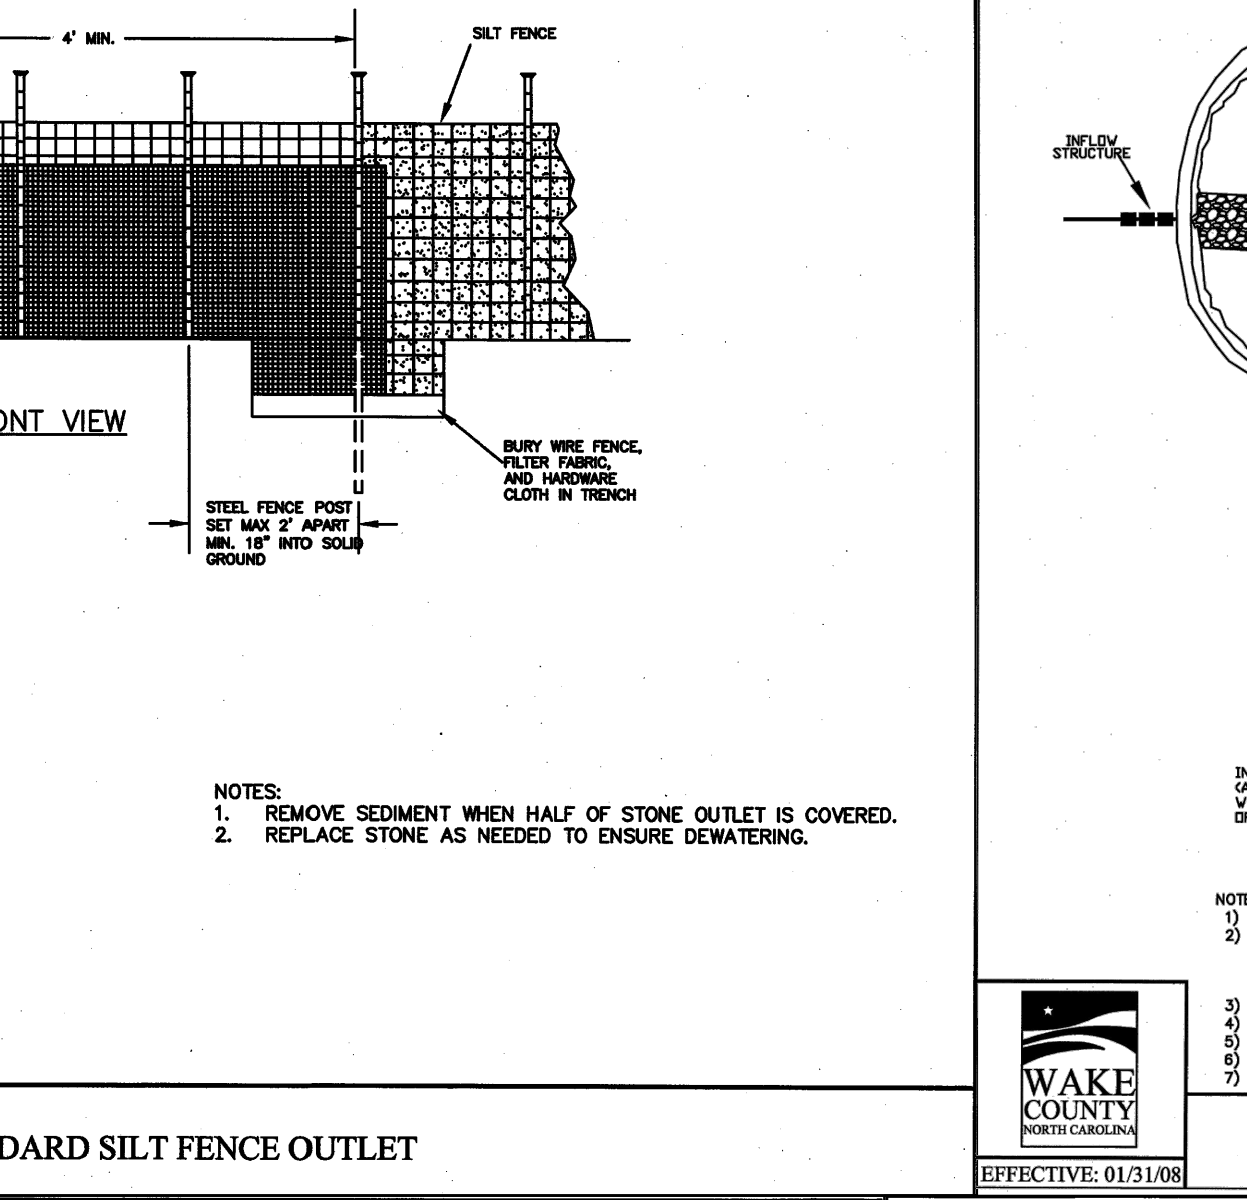 4' MIN.
SILT FENCE
INFLOW
STRUCTURE
VIEW
BURY WIRE FENCE,
FILTER FABRIC,
AND HARDWARE
CLOTH IN TRENCH
STEEL FENCE POST
SET MAX 2' APART
MIN. 18" INTO SOLID
GROUND
NOTES:
1. REMOVE SEDIMENT WHEN HALF OF STONE OUTLET IS COVERED.
2. REPLACE STONE AS NEEDED TO ENSURE DEWATERING.
1)
2)
3)
4)
5)
6)
7)
WAKE
COUNTY
NORTH CAROLINA
EFFECTIVE: 01/31/08
SILT FENCE OUTLET